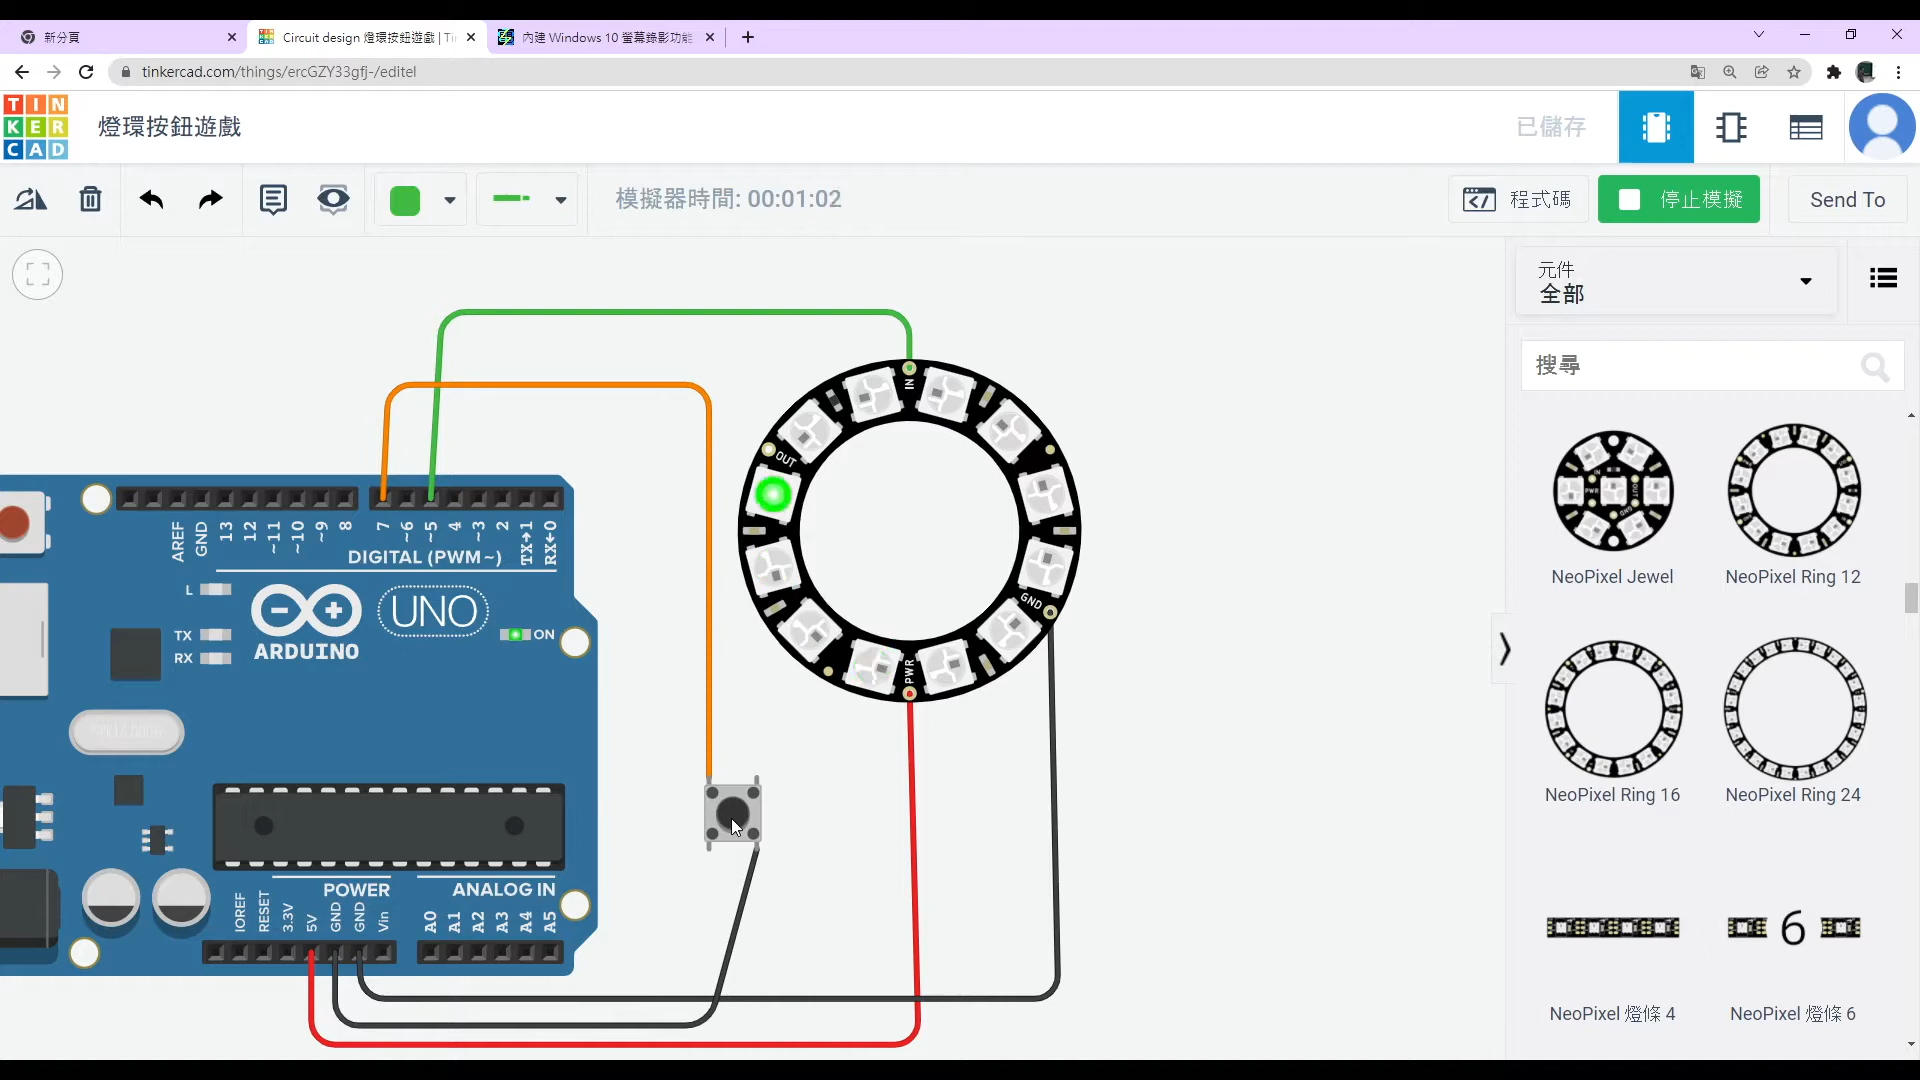 新分頁
Circuit design 燈環按鈕遊戲 | Ti
內建 Windows 10 螢幕錄影功能
tinkercad.com/things/ercGZY33gfj-/editel
TIN
KER
CAD
燈環按鈕遊戲
已儲存
模擬器時間: 00:01:02
程式碼
停止模擬
Send To
元件
全部
搜尋
NeoPixel Jewel
NeoPixel Ring 12
NeoPixel Ring 16
NeoPixel Ring 24
6
NeoPixel 燈條 4
NeoPixel 燈條 6
IN
OUT
GND
PWR
AREF
GND
13
12
~11
~10
~9
8
7
~6
~5
4
~3
2
TX→1
RX←0
DIGITAL (PWM~)
L
TX
RX
ARDUINO
UNO
ON
POWER
ANALOG IN
IOREF
RESET
3.3V
5V
GND
GND
Vin
A0
A1
A2
A3
A4
A5